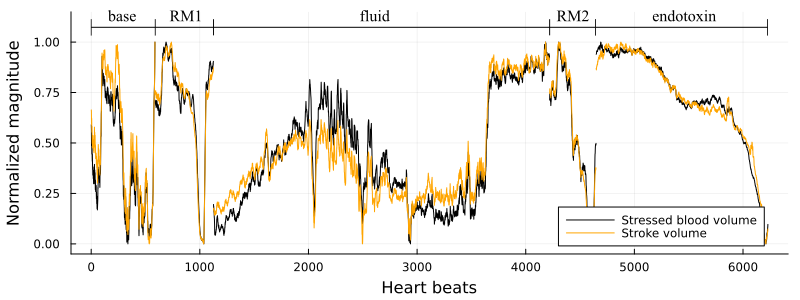 base RM1 fluid RM2 endotoxin
1.00
0.75
0.50
0.25
0.00
Normalized magnitude
Stressed blood volume
Stroke volume
0 1000 2000 3000 4000 5000 6000
Heart beats